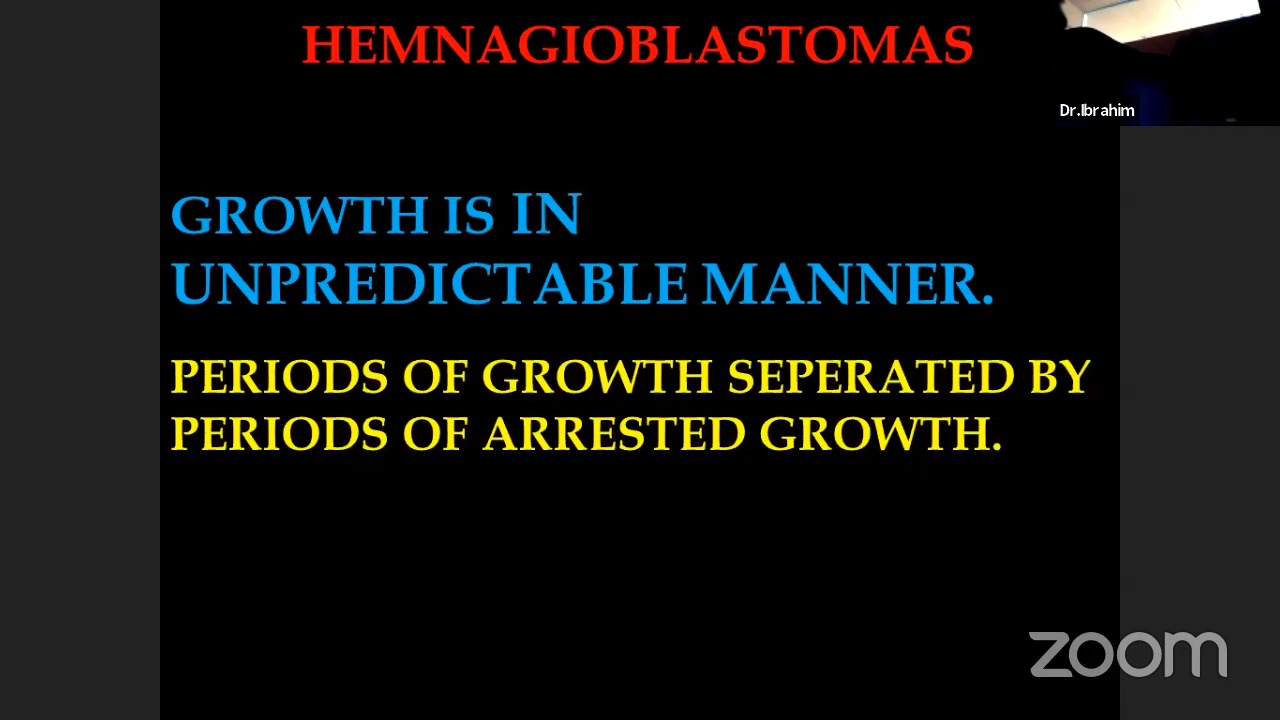 HEMNAGIOBLASTOMAS
Dr.Ibrahim
GROWTH IS IN
UNPREDICTABLE MANNER.
PERIODS OF GROWTH SEPERATED BY
PERIODS OF ARRESTED GROWTH.
zoom